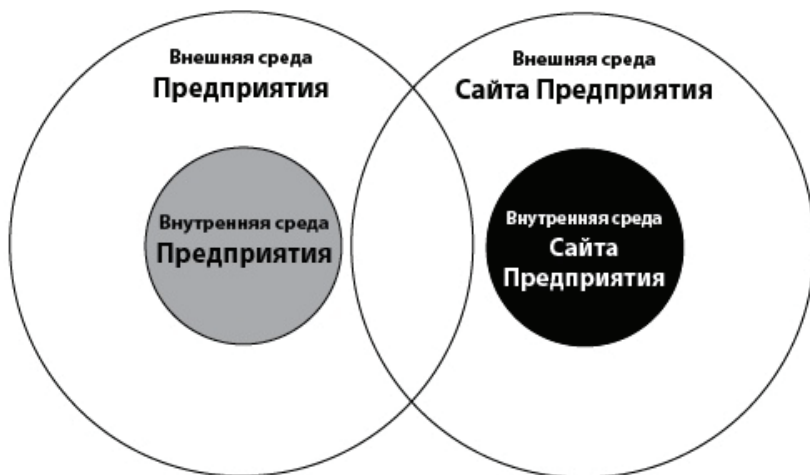 Внешняя среда
Предприятия
Внешняя среда
Сайта Предприятия
Внутренняя среда
Предприятия
Внутренняя среда
Сайта
Предприятия